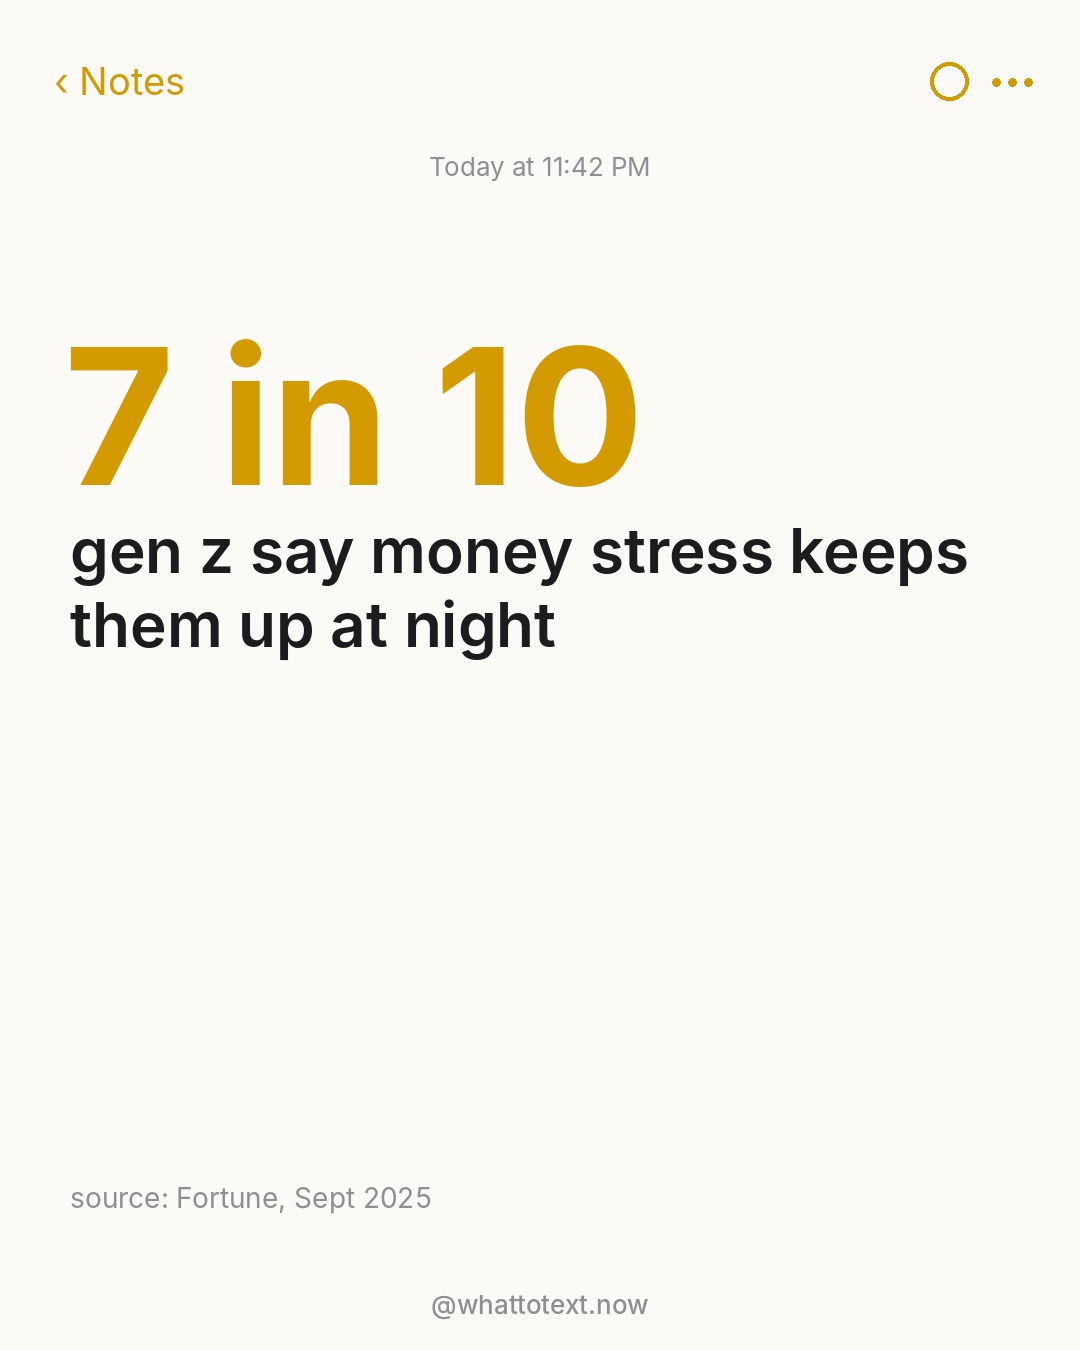 ‹ Notes
Today at 11:42 PM
7 in 10
gen z say money stress keeps
them up at night
source: Fortune, Sept 2025
@whattotext.now